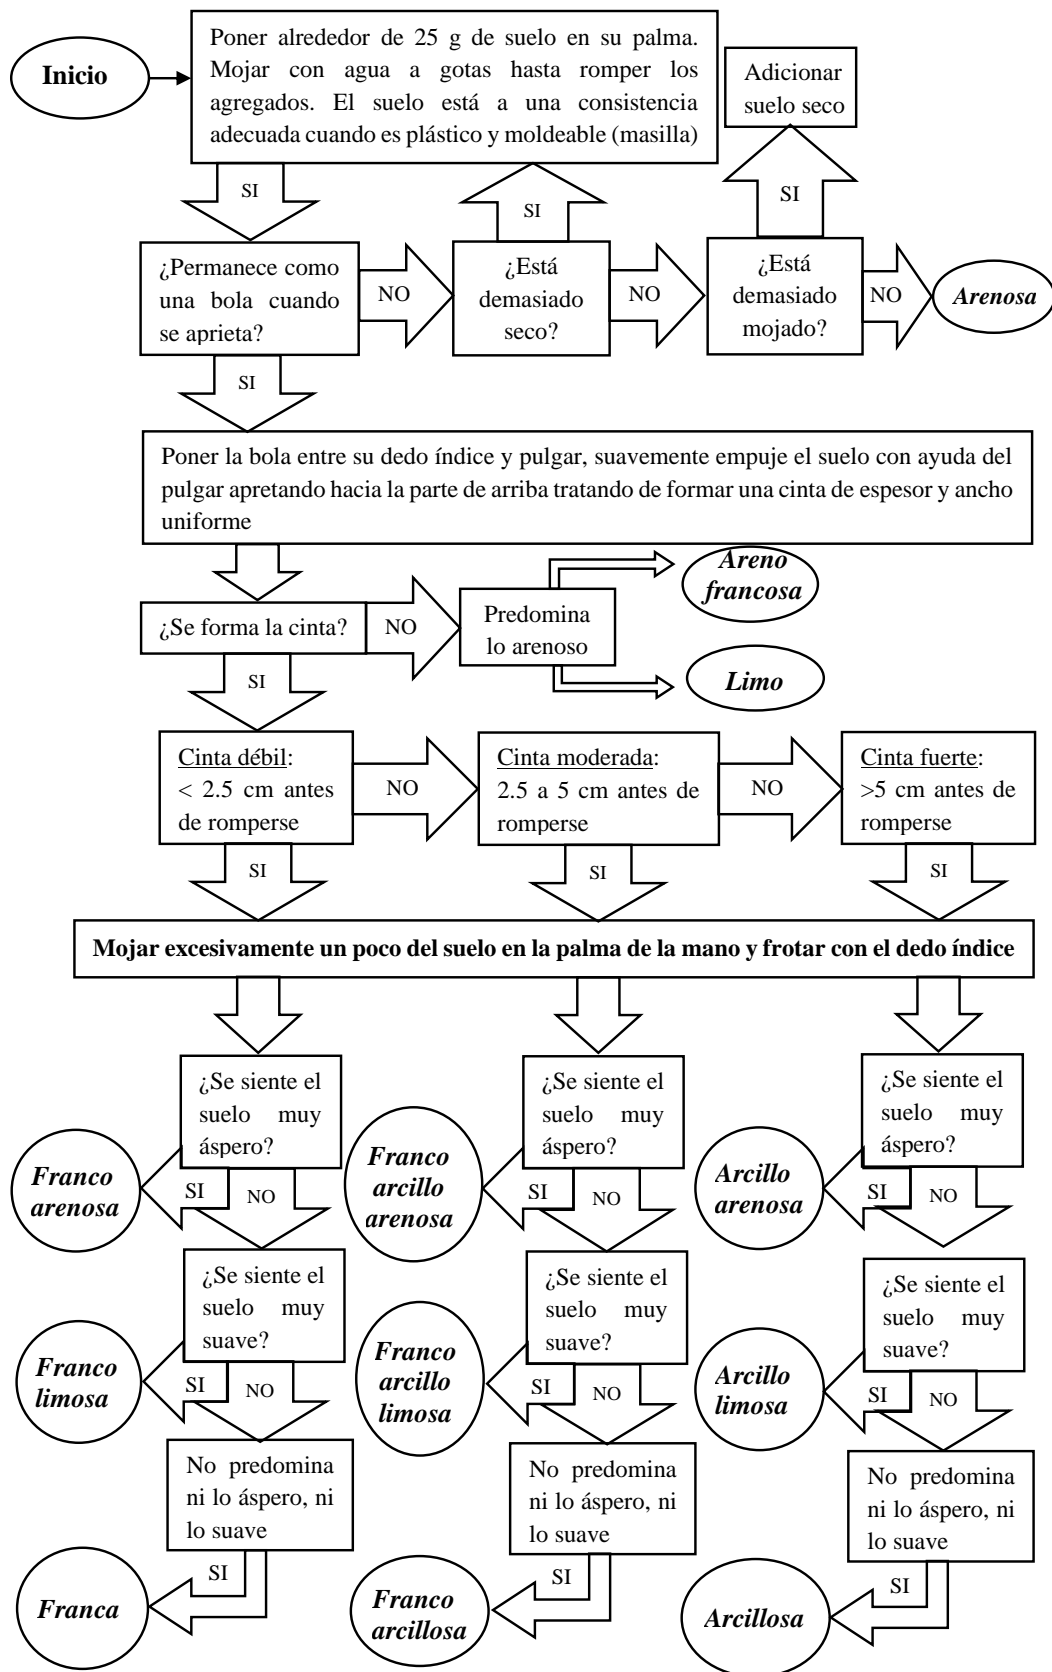 Inicio
Poner alrededor de 25 g de suelo en su palma.
Mojar con agua a gotas hasta romper los
agregados. El suelo está a una consistencia
adecuada cuando es plástico y moldeable (masilla)
Adicionar
suelo seco
SI
SI
SI
¿Permanece como
una bola cuando
se aprieta?
NO
¿Está
demasiado
seco?
NO
¿Está
demasiado
mojado?
NO
Arenosa
SI
Poner la bola entre su dedo índice y pulgar, suavemente empuje el suelo con ayuda del
pulgar apretando hacia la parte de arriba tratando de formar una cinta de espesor y ancho
uniforme
¿Se forma la cinta?
NO
Predomina
lo arenoso
Areno
francosa
Limo
SI
Cinta débil:
< 2.5 cm antes
de romperse
NO
Cinta moderada:
2.5 a 5 cm antes de
romperse
NO
Cinta fuerte:
>5 cm antes de
romperse
SI
SI
SI
Mojar excesivamente un poco del suelo en la palma de la mano y frotar con el dedo índice
¿Se siente el
suelo muy
áspero?
¿Se siente el
suelo muy
áspero?
¿Se siente el
suelo muy
áspero?
Franco
arenosa
SI
NO
Franco
arcillo
arenosa
SI
NO
Arcillo
arenosa
SI
NO
¿Se siente el
suelo muy
suave?
¿Se siente el
suelo muy
suave?
¿Se siente el
suelo muy
suave?
Franco
limosa
SI
NO
Franco
arcillo
limosa
SI
NO
Arcillo
limosa
SI
NO
No predomina
ni lo áspero, ni
lo suave
No predomina
ni lo áspero, ni
lo suave
No predomina
ni lo áspero, ni
lo suave
SI
SI
SI
Franca
Franco
arcillosa
Arcillosa